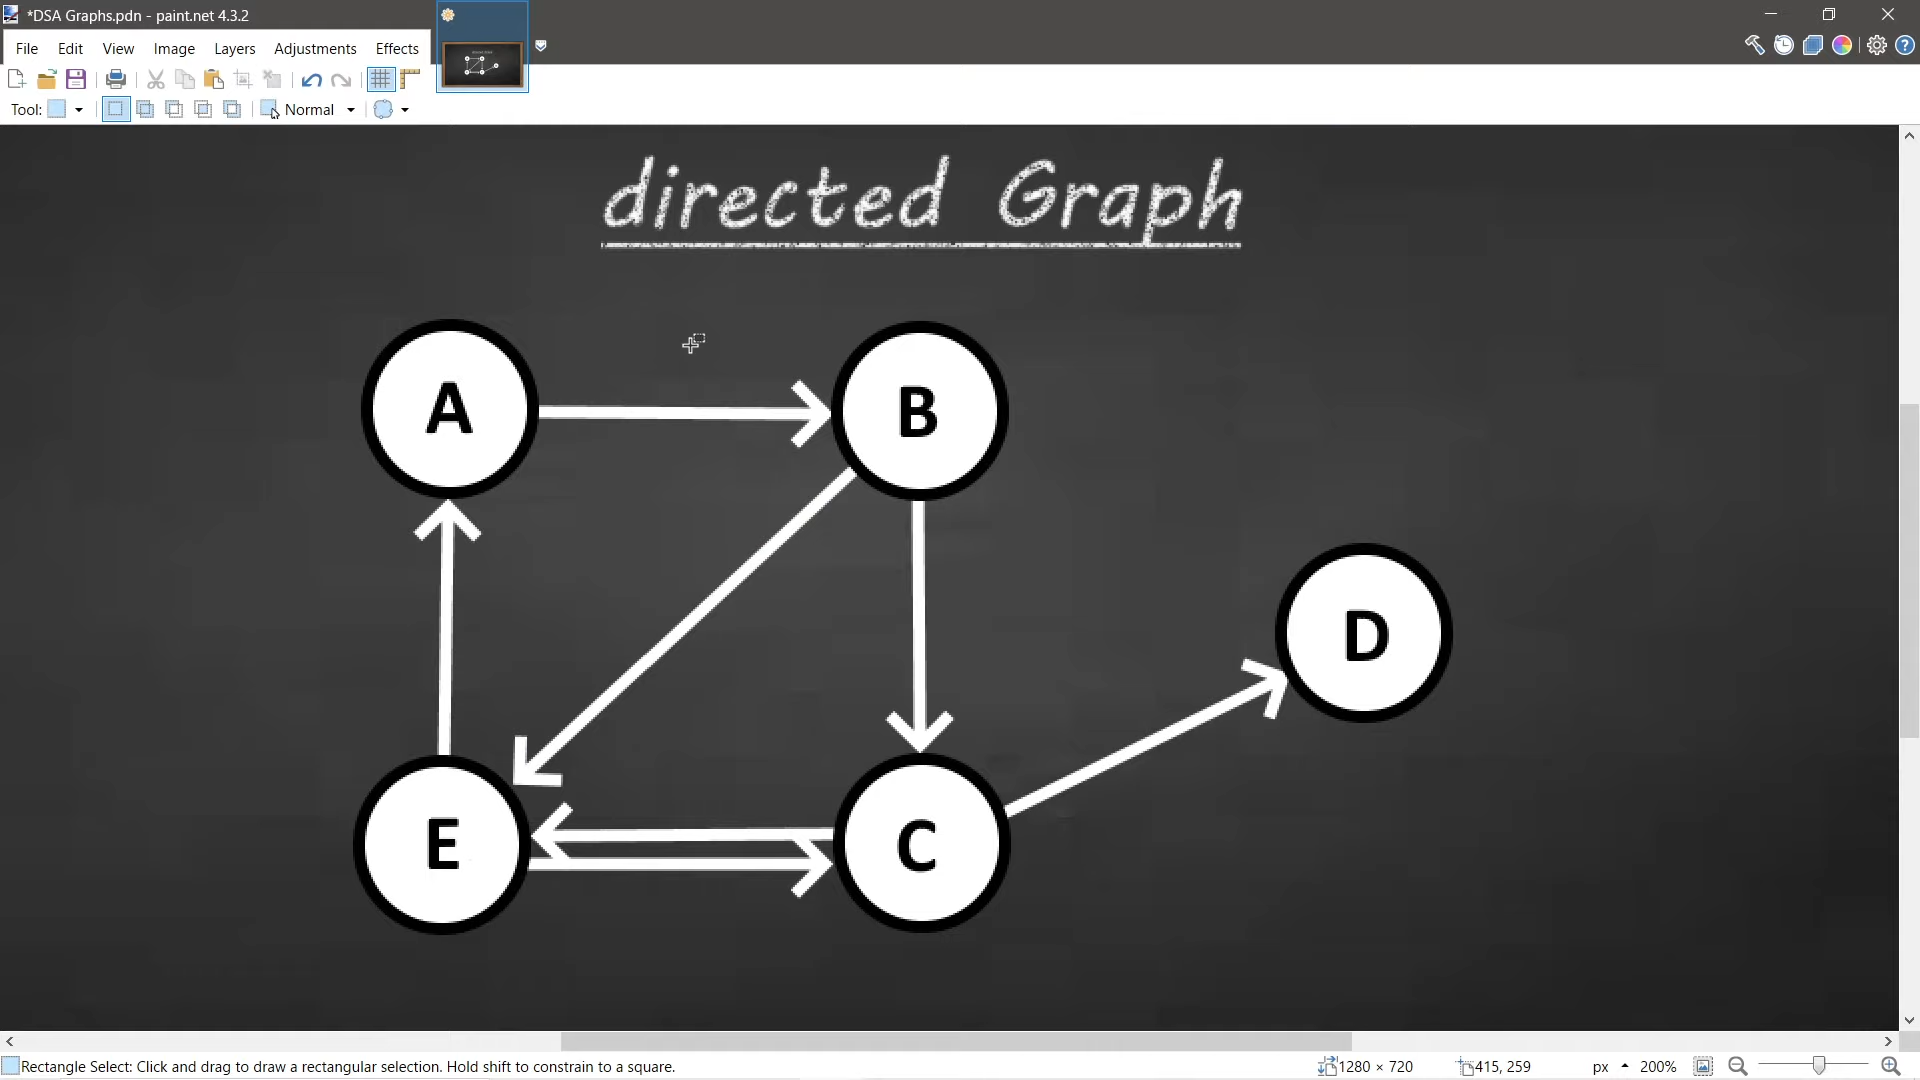 *DSA Graphs.pdn - paint.net 4.3.2
File Edit View Image Layers Adjustments Effects
Tool: Normal
directed Graph
A B
D
E C
Rectangle Select: Click and drag to draw a rectangular selection. Hold shift to constrain to a square. 1280 × 720 415, 259 px 200%